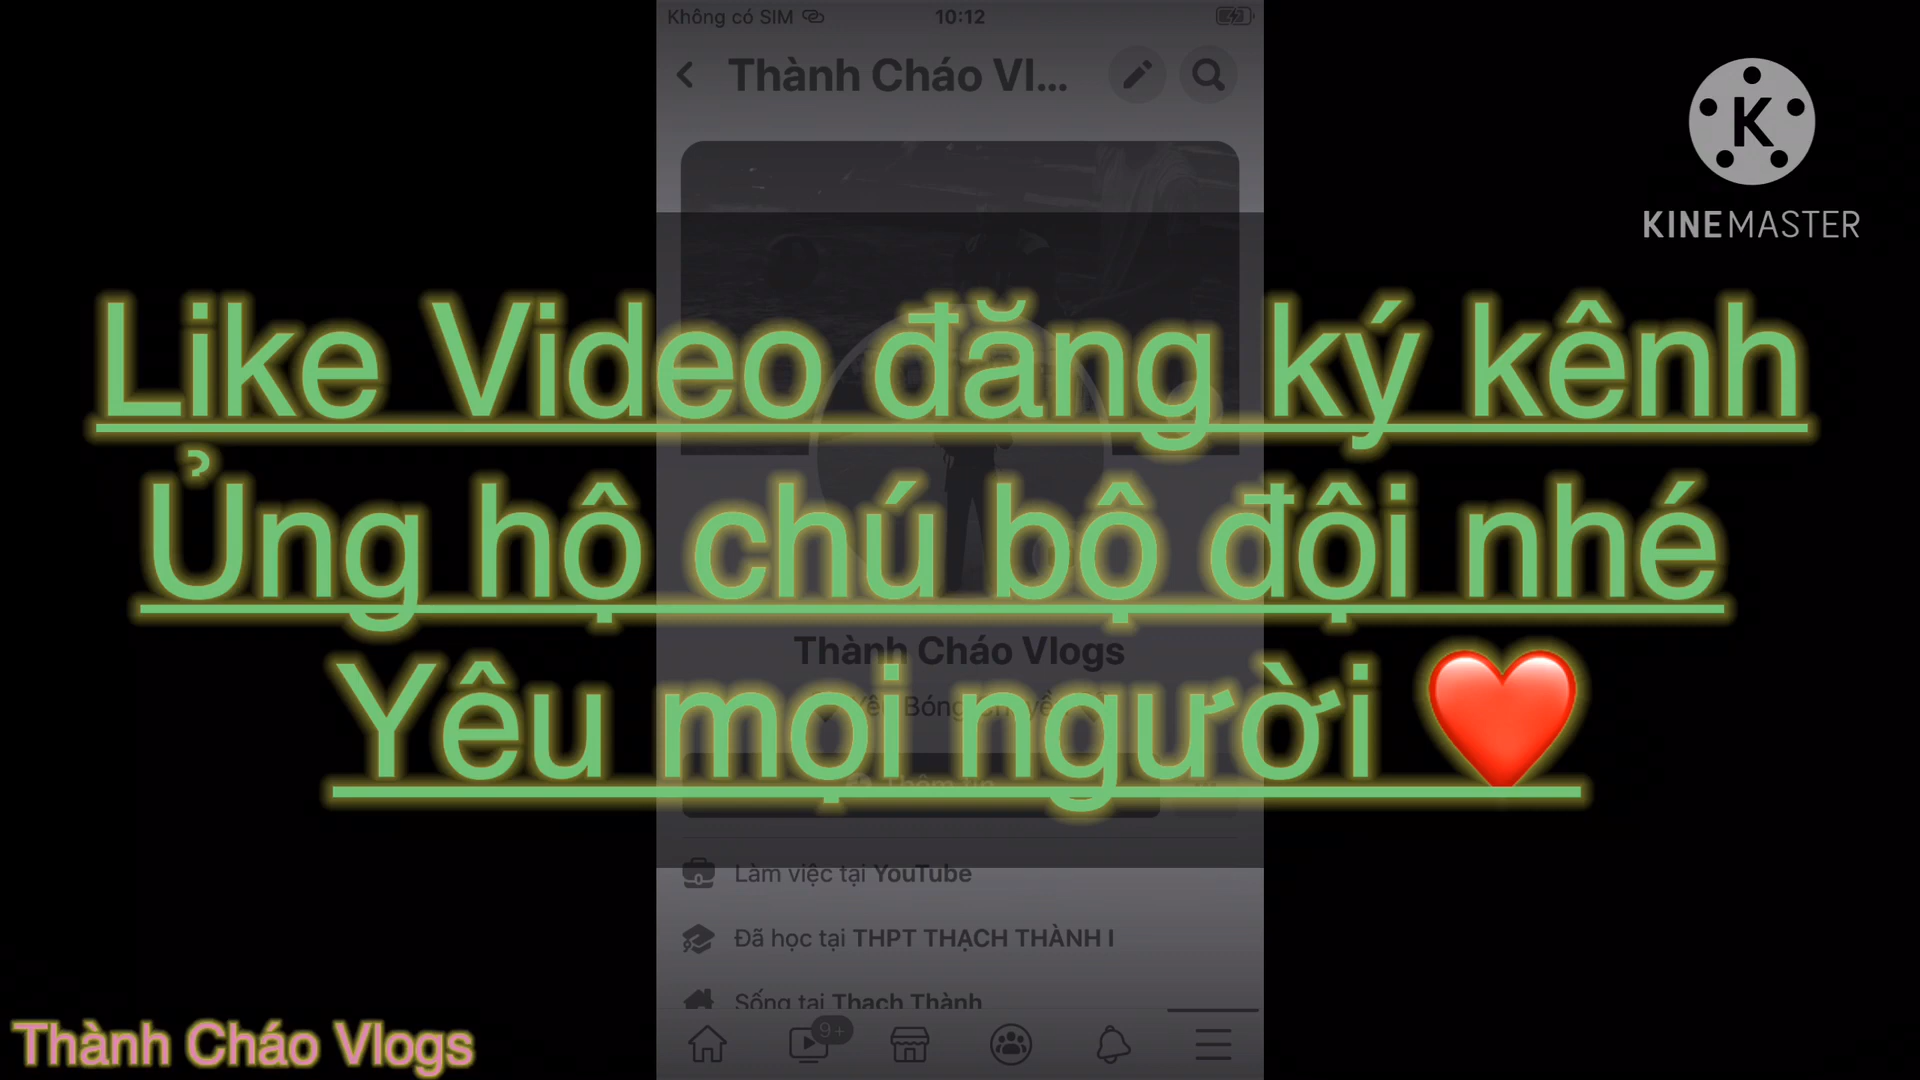 Không có SIM
10:12
Thành Cháo Vl...
K
KINEMASTER
Like Video đăng ký kênh
Ủng hộ chú bộ đội nhé
Thành Cháo Vlogs
Yêu mọi người ❤️
Thêm tin
Làm việc tại YouTube
Đã học tại THPT THẠCH THÀNH I
Sống tại Thạch Thành
9+
Thành Cháo Vlogs